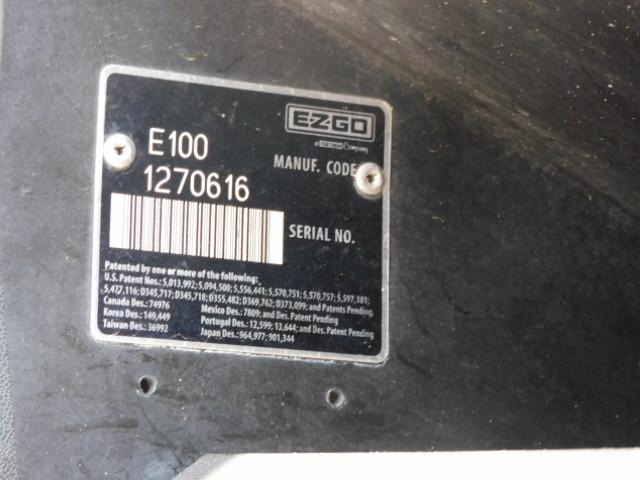 E-Z-GO
A TEXTRON Company
E100 MANUF. CODE
1270616
SERIAL NO.
Patented by one or more of the following:
U.S. Patent Nos.: 5,013,992; 5,094,500; 5,556,441; 5,570,751; 5,570,757; 5,597,381;
5,477,116; D345,717; D345,718; D355,482; D369,762; D373,099; and Patents Pending.
Canada Des.: 74976 Mexico Des.: 7809; and Des. Patent Pending
Korea Des.: 149,449 Portugal Des.: 12,599; 13,644; and Des. Patent Pending
Taiwan Des.: 36992 Japan Des.: 964,977; 901,344